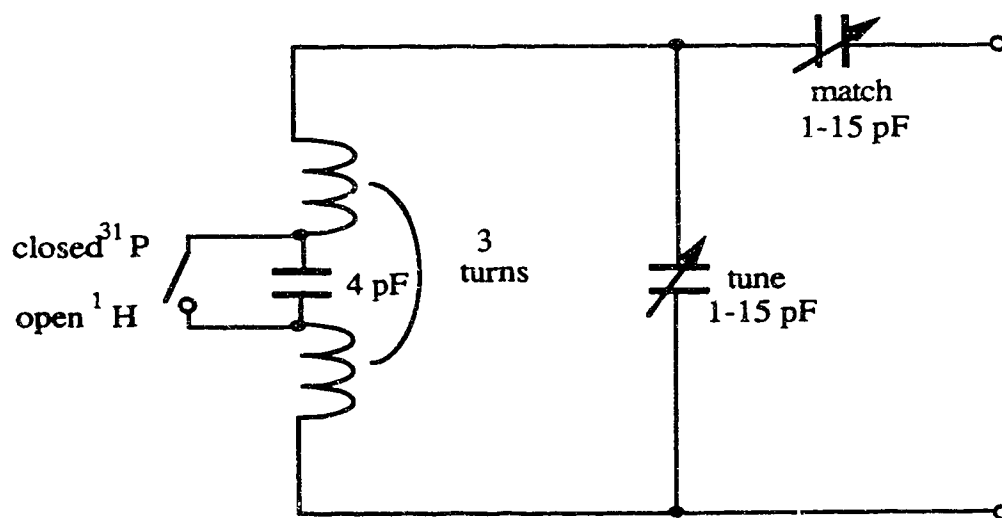 match
1-15 pF
closed ³¹P
3
turns
4 pF
open ¹H
tune
1-15 pF